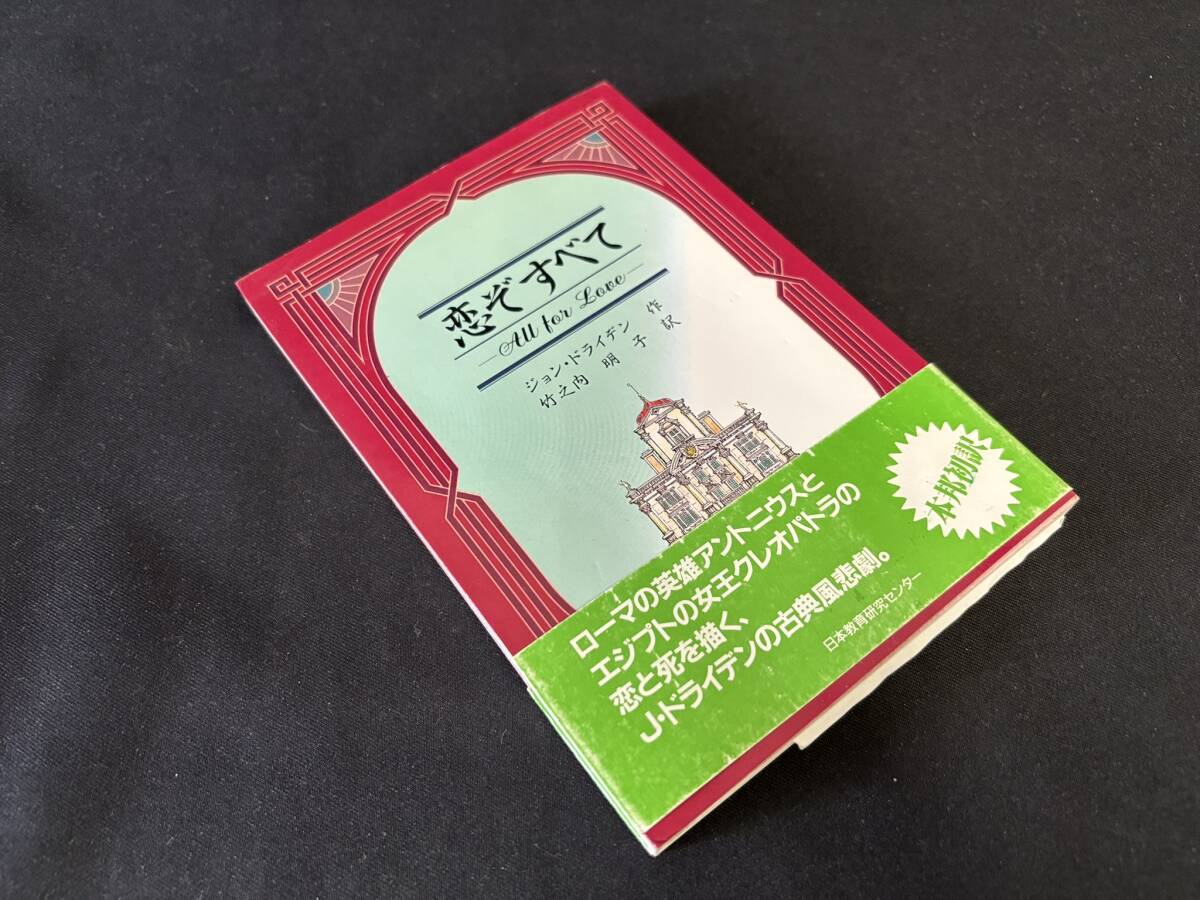 恋ぞすべて
All for Love
ジョン・ドライデン 作
竹之内 明子 訳
本邦初訳
ローマの英雄アントニウスと
エジプトの女王クレオパトラの
恋と死を描く、
J・ドライデンの古典風悲劇。
日本教育研究センター